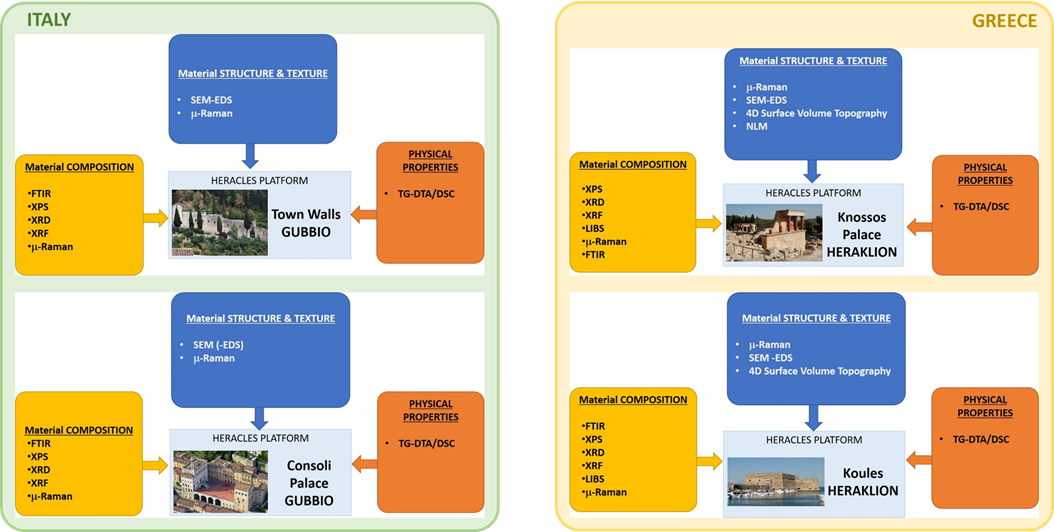 ITALY
Material STRUCTURE & TEXTURE
• SEM-EDS
• µ-Raman
Material COMPOSITION
•FTIR
•XPS
•XRD
•XRF
•µ-Raman
HERACLES PLATFORM
Town Walls
GUBBIO
PHYSICAL
PROPERTIES
• TG-DTA/DSC
Material STRUCTURE & TEXTURE
• SEM (-EDS)
• µ-Raman
Material COMPOSITION
•FTIR
•XPS
•XRD
•XRF
•µ-Raman
HERACLES PLATFORM
Consoli
Palace
GUBBIO
PHYSICAL
PROPERTIES
• TG-DTA/DSC
GREECE
Material STRUCTURE & TEXTURE
• µ-Raman
• SEM-EDS
• 4D Surface Volume Topography
• NLM
Material COMPOSITION
•XPS
•XRD
•XRF
•LIBS
•µ-Raman
•FTIR
HERACLES PLATFORM
Knossos
Palace
HERAKLION
PHYSICAL
PROPERTIES
• TG-DTA/DSC
Material STRUCTURE & TEXTURE
• µ-Raman
• SEM -EDS
• 4D Surface Volume Topography
Material COMPOSITION
•FTIR
•XPS
•XRD
•XRF
•LIBS
•µ-Raman
HERACLES PLATFORM
Koules
HERAKLION
PHYSICAL
PROPERTIES
• TG-DTA/DSC